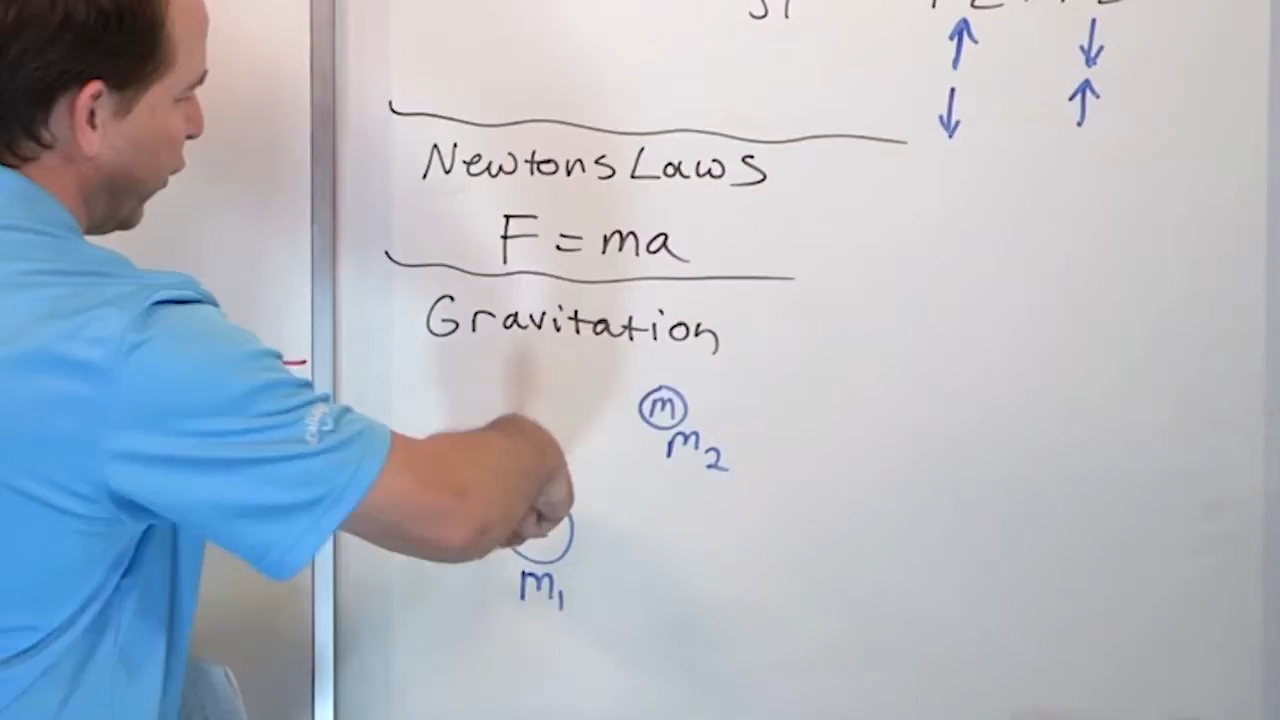 Newtons Laws
F = ma
Gravitation
m
m2
m1